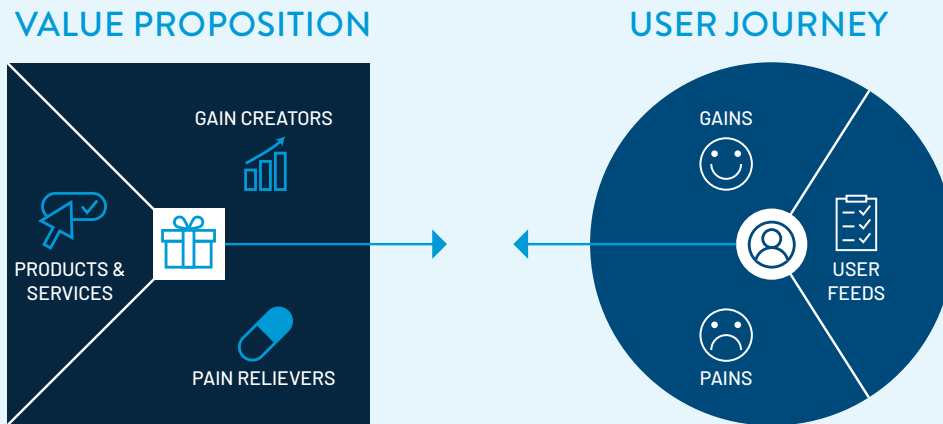 VALUE PROPOSITION
GAIN CREATORS
PRODUCTS &
SERVICES
PAIN RELIEVERS
USER JOURNEY
GAINS
USER
FEEDS
PAINS